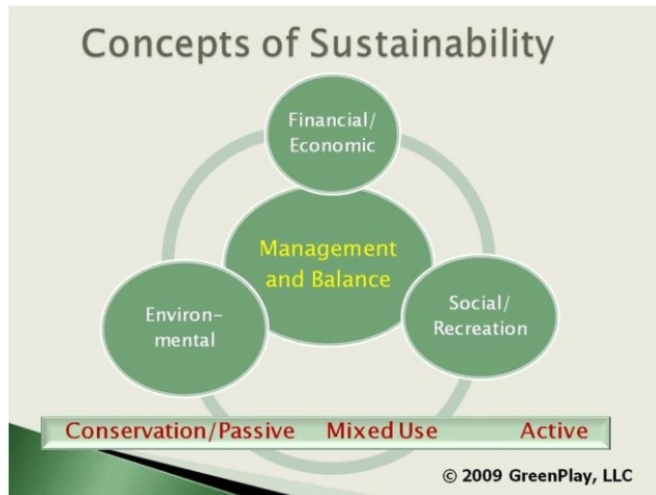 Concepts of Sustainability
Financial/
Economic
Management
and Balance
Environ-
mental
Social/
Recreation
Conservation/Passive Mixed Use Active
© 2009 GreenPlay, LLC